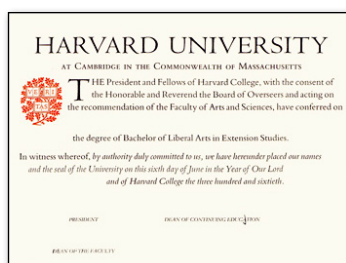 HARVARD UNIVERSITY
AT CAMBRIDGE IN THE COMMONWEALTH OF MASSACHUSETTS
THE President and Fellows of Harvard College, with the consent of
the Honorable and Reverend the Board of Overseers and acting on
the recommendation of the Faculty of Arts and Sciences, have conferred on
the degree of Bachelor of Liberal Arts in Extension Studies.
In witness whereof, by authority duly committed to us, we have hereunder placed our names
and the seal of the University on this sixth day of June in the Year of One Lord
and of Harvard College the three hundred and sixtieth.
PRESIDENT
DEAN OF CONTINUING EDUCATION
DEAN OF THE FACULTY
VE RI
TAS